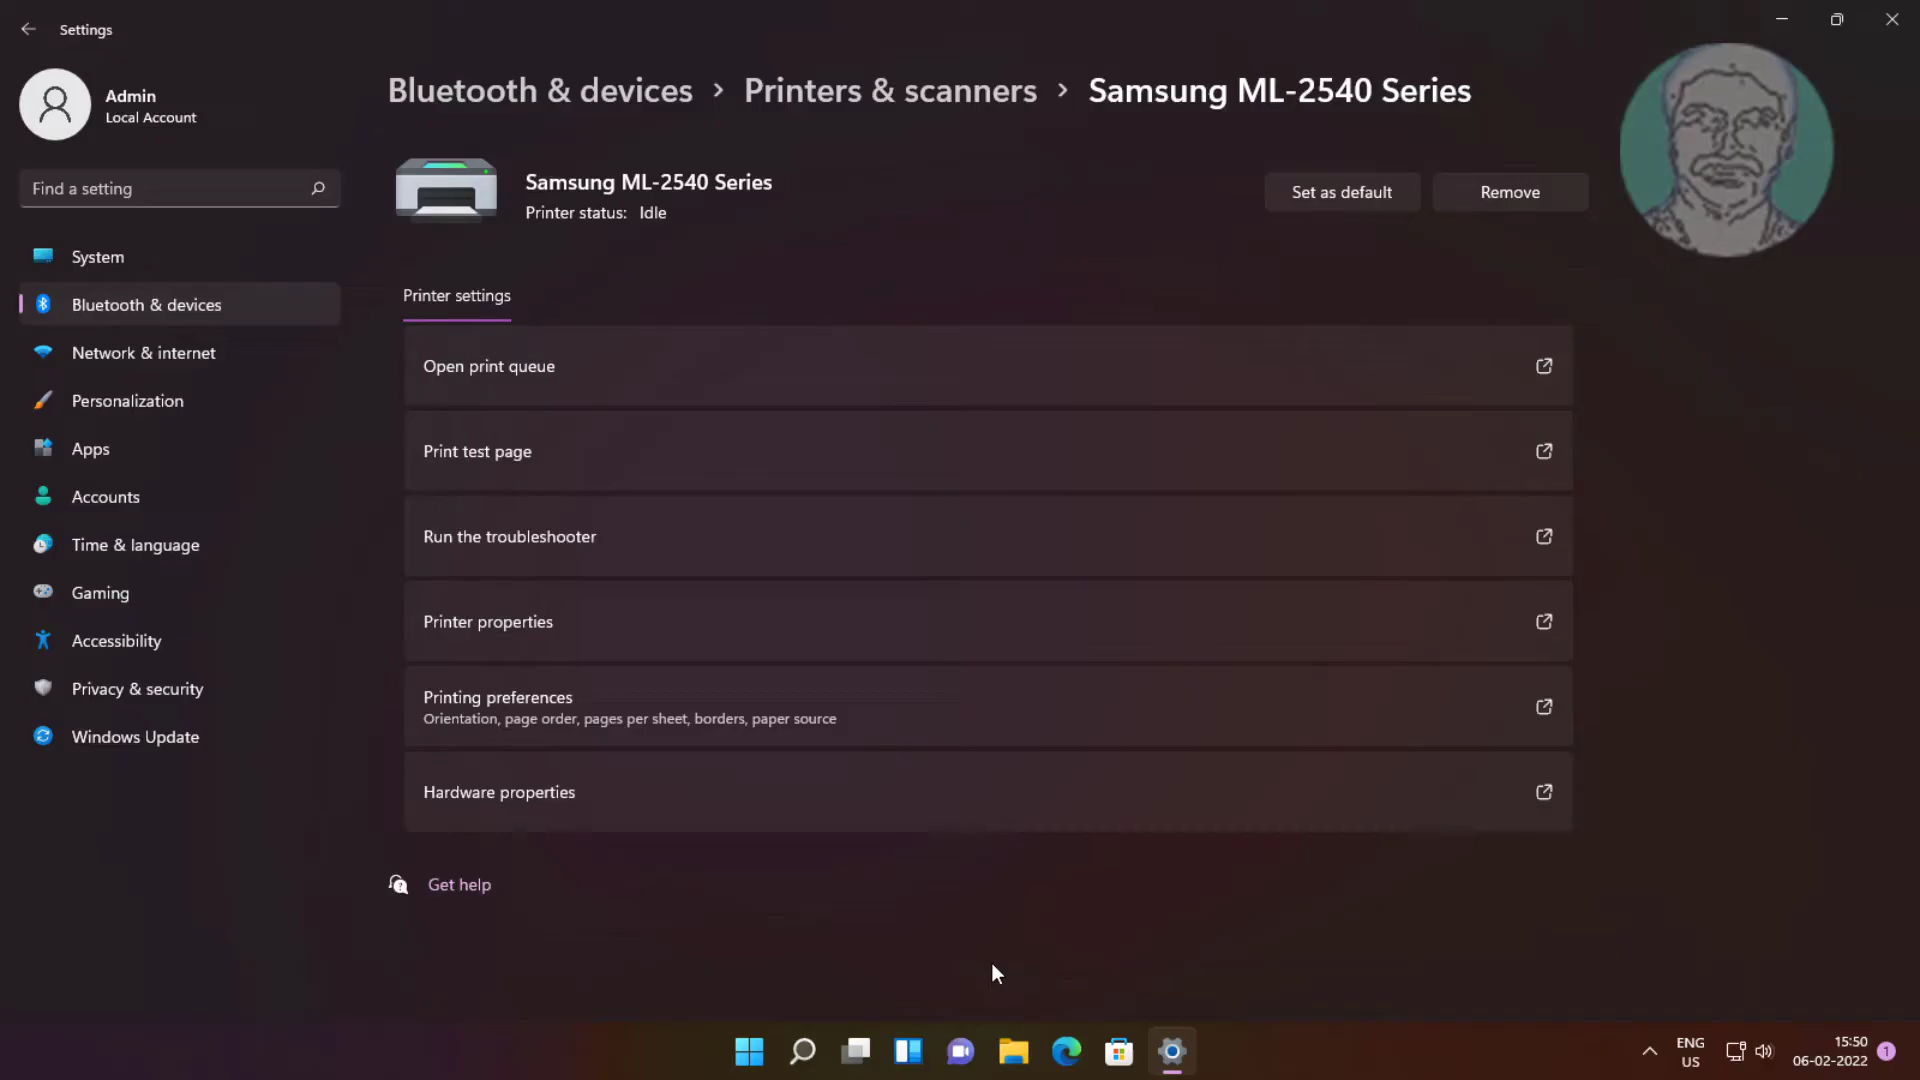 Settings
Admin
Local Account
Find a setting
System
Bluetooth & devices
Network & internet
Personalization
Apps
Accounts
Time & language
Gaming
Accessibility
Privacy & security
Windows Update
Bluetooth & devices > Printers & scanners > Samsung ML-2540 Series
Samsung ML-2540 Series
Printer status: Idle
Set as default
Remove
Printer settings
Open print queue
Print test page
Run the troubleshooter
Printer properties
Printing preferences
Orientation, page order, pages per sheet, borders, paper source
Hardware properties
Get help
ENG
US
15:50
06-02-2022
1